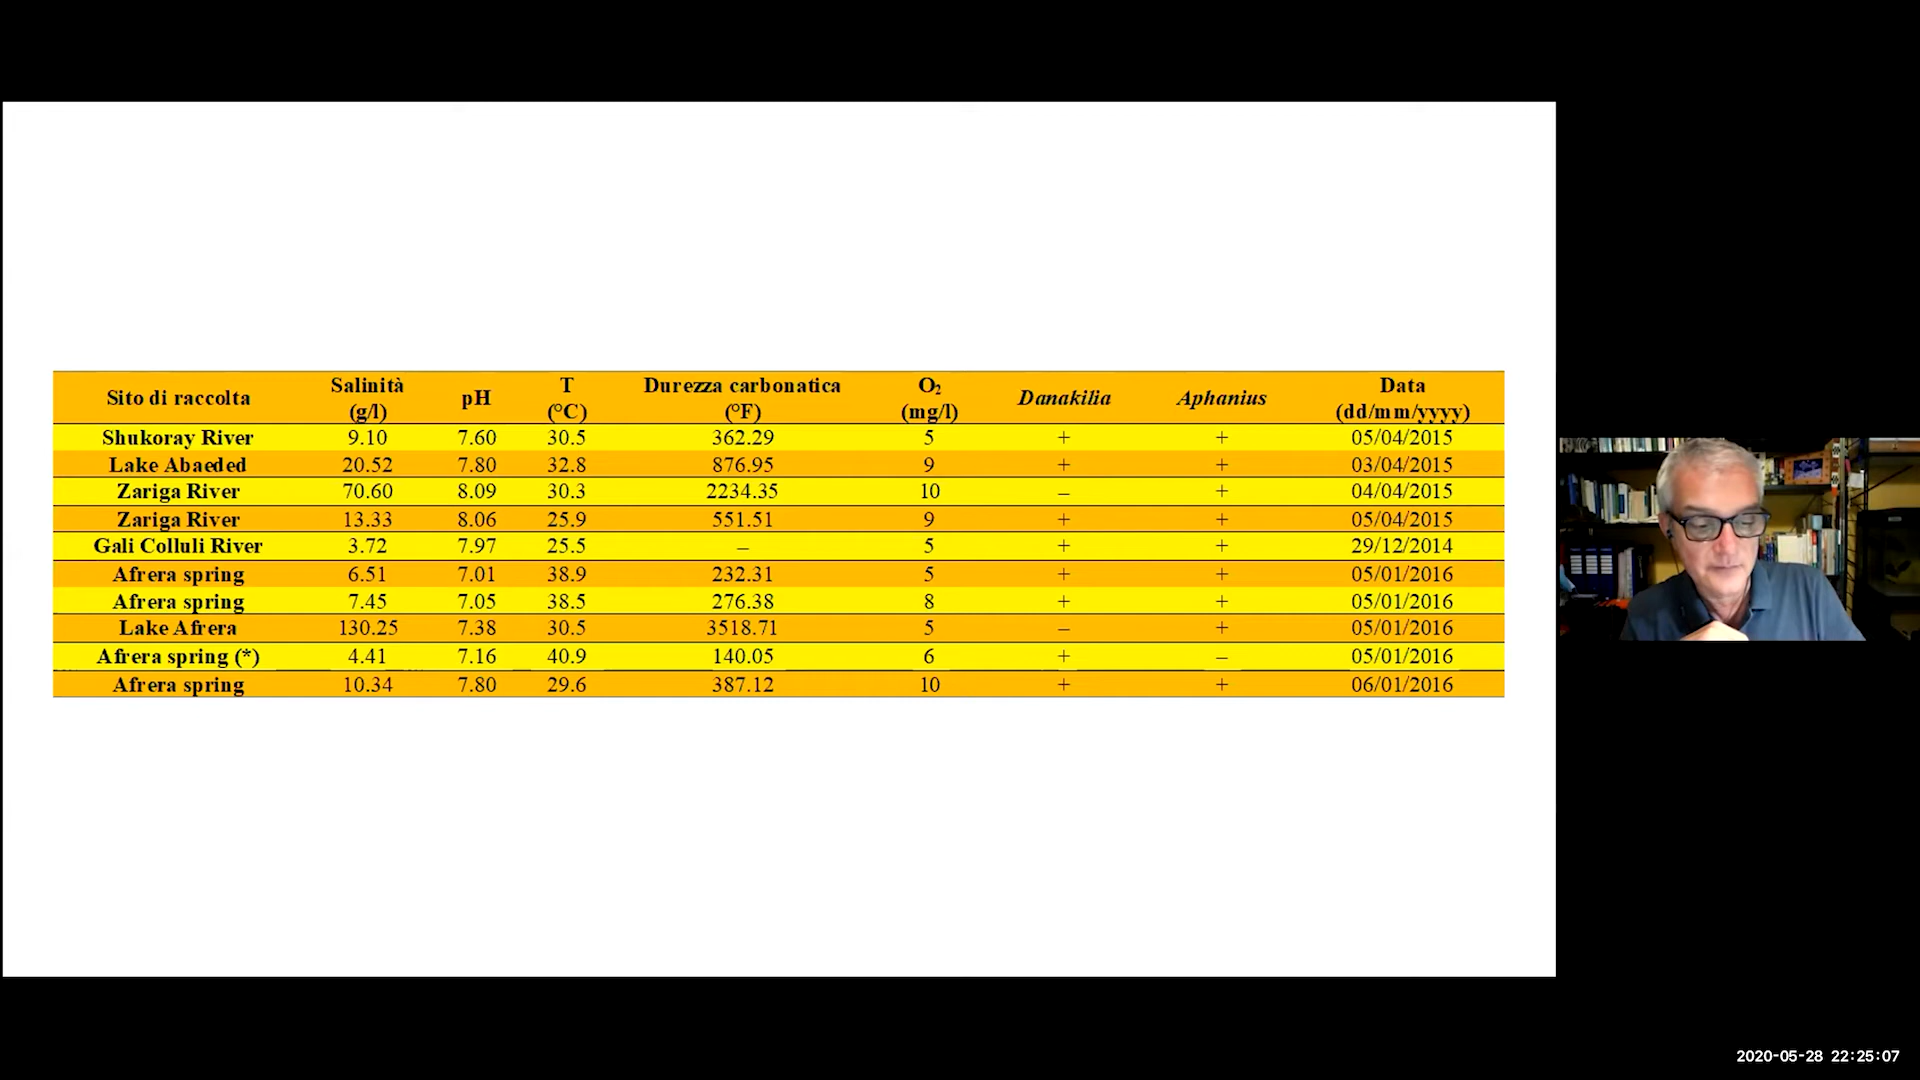 Sito di raccolta Salinità (g/l) pH T (°C) Durezza carbonatica (°F) O₂ (mg/l) Danakilia Aphanius Data (dd/mm/yyyy)
Shukoray River 9.10 7.60 30.5 362.29 5 + + 05/04/2015
Lake Abaeded 20.52 7.80 32.8 876.95 9 + + 03/04/2015
Zariga River 70.60 8.09 30.3 2234.35 10 – + 04/04/2015
Zariga River 13.33 8.06 25.9 551.51 9 + + 05/04/2015
Gali Colluli River 3.72 7.97 25.5 – 5 + + 29/12/2014
Afrera spring 6.51 7.01 38.9 232.31 5 + + 05/01/2016
Afrera spring 7.45 7.05 38.5 276.38 8 + + 05/01/2016
Lake Afrera 130.25 7.38 30.5 3518.71 5 – + 05/01/2016
Afrera spring (*) 4.41 7.16 40.9 140.05 6 + – 05/01/2016
Afrera spring 10.34 7.80 29.6 387.12 10 + + 06/01/2016
2020-05-28 22:25:07